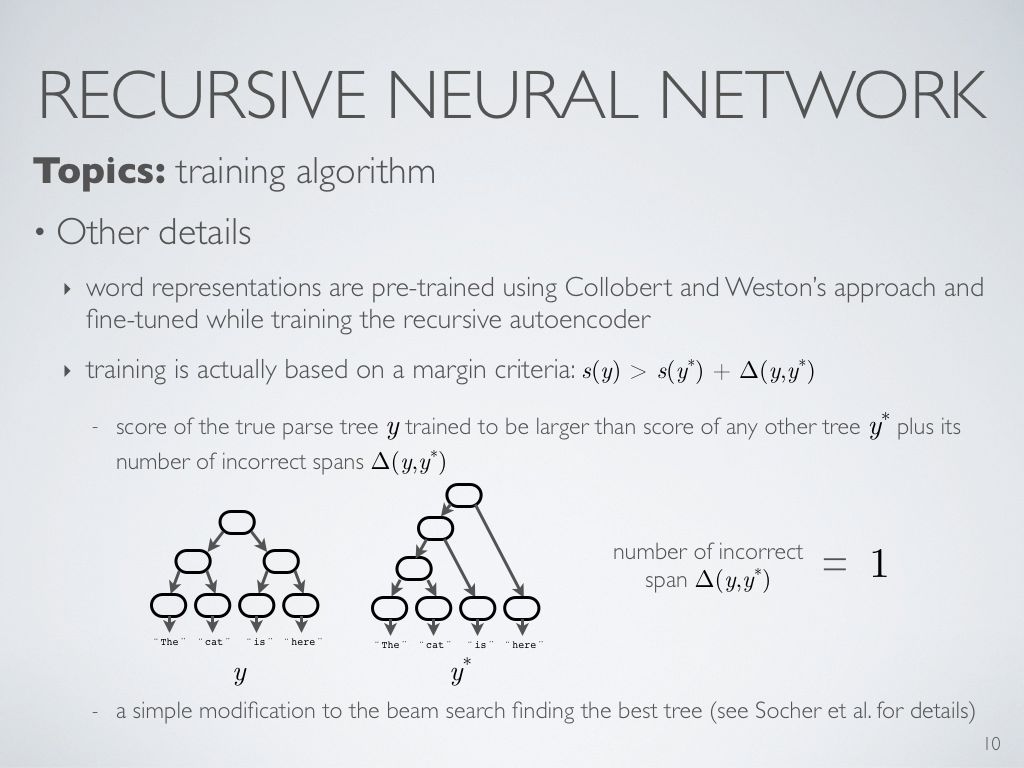 RECURSIVE NEURAL NETWORK
Topics: training algorithm
• Other details
‣ word representations are pre-trained using Collobert and Weston's approach and
fine-tuned while training the recursive autoencoder
‣ training is actually based on a margin criteria: s(y) > s(y*) + Δ(y,y*)
- score of the true parse tree y trained to be larger than score of any other tree y* plus its
number of incorrect spans Δ(y,y*)
number of incorrect
span Δ(y,y*) = 1
¨The¨ ¨cat¨ ¨is¨ ¨here¨
¨The¨ ¨cat¨ ¨is¨ ¨here¨
y
y*
- a simple modification to the beam search finding the best tree (see Socher et al. for details)
10